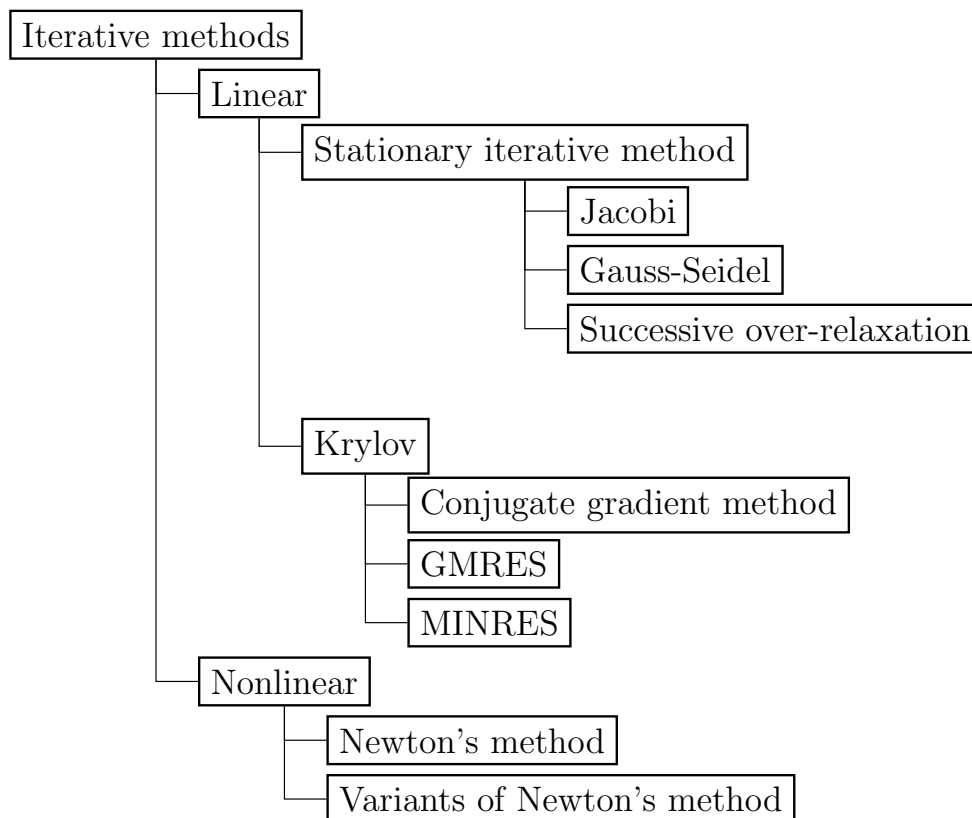 Iterative methods
Linear
Stationary iterative method
Jacobi
Gauss-Seidel
Successive over-relaxation
Krylov
Conjugate gradient method
GMRES
MINRES
Nonlinear
Newton's method
Variants of Newton's method